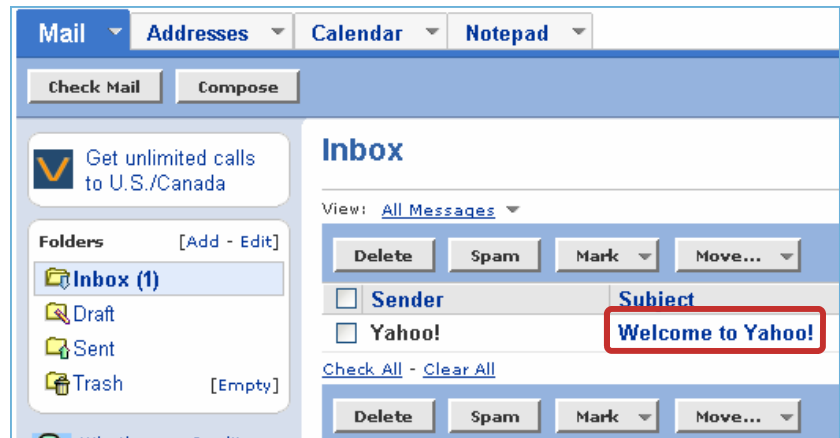 Mail Addresses Calendar Notepad
Check Mail Compose
Get unlimited calls
to U.S./Canada
Folders [Add - Edit]
Inbox (1)
Draft
Sent
Trash [Empty]
Inbox
View: All Messages
Delete Spam Mark Move...
Sender Subject
Yahoo! Welcome to Yahoo!
Check All - Clear All
Delete Spam Mark Move...